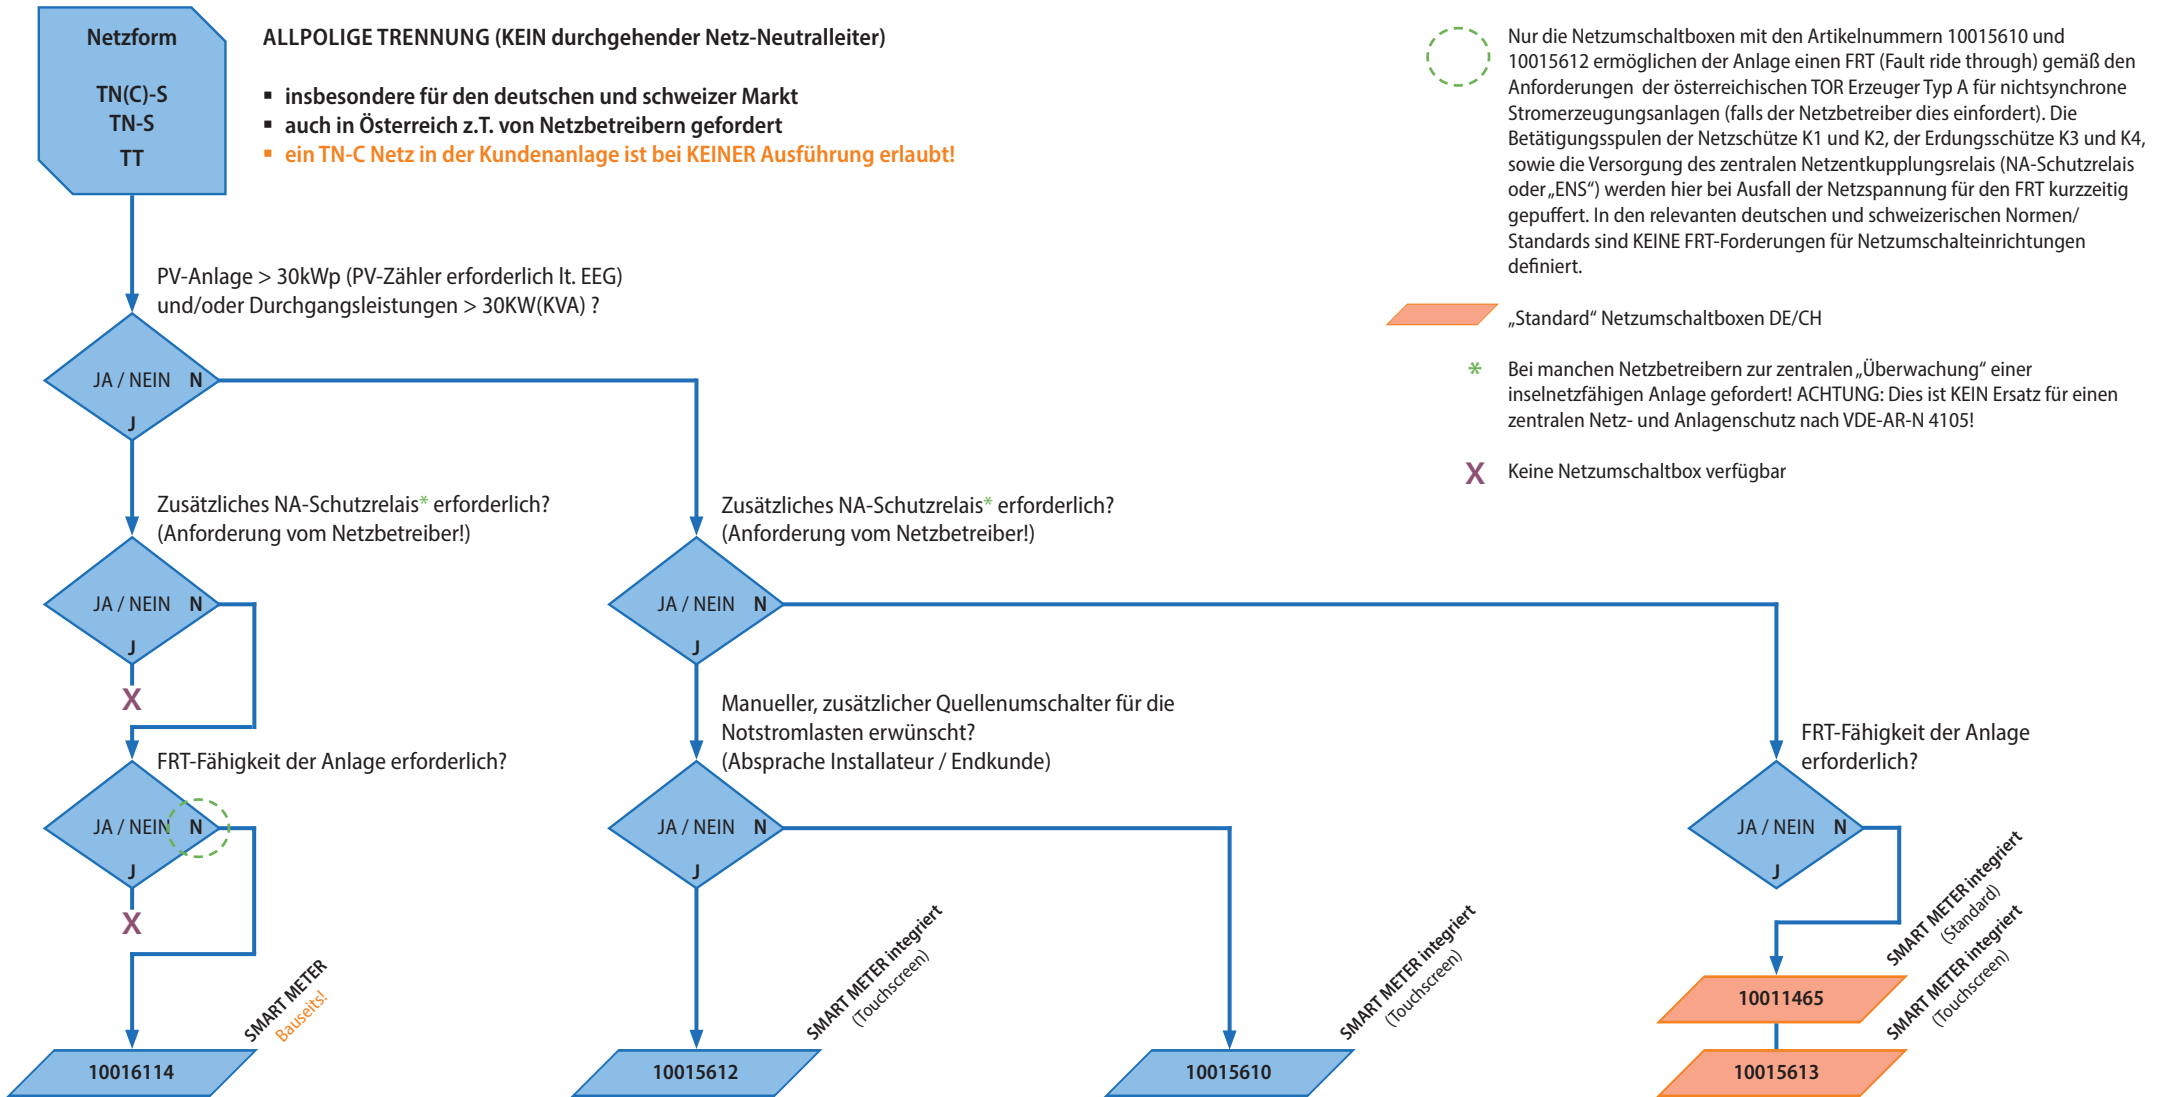 Netzform
TN(C)-S
TN-S
TT
ALLPOLIGE TRENNUNG (KEIN durchgehender Netz-Neutralleiter)
▪ insbesondere für den deutschen und schweizer Markt
▪ auch in Österreich z.T. von Netzbetreibern gefordert
▪ ein TN-C Netz in der Kundenanlage ist bei KEINER Ausführung erlaubt!
Nur die Netzumschaltboxen mit den Artikelnummern 10015610 und
10015612 ermöglichen der Anlage einen FRT (Fault ride through) gemäß den
Anforderungen der österreichischen TOR Erzeuger Typ A für nichtsynchrone
Stromerzeugungsanlagen (falls der Netzbetreiber dies einfordert). Die
Betätigungsspulen der Netzschütze K1 und K2, der Erdungsschütze K3 und K4,
sowie die Versorgung des zentralen Netzentkupplungsrelais (NA-Schutzrelais
oder „ENS“) werden hier bei Ausfall der Netzspannung für den FRT kurzzeitig
gepuffert. In den relevanten deutschen und schweizerischen Normen/
Standards sind KEINE FRT-Forderungen für Netzumschalteinrichtungen
definiert.
„Standard“ Netzumschaltboxen DE/CH
* Bei manchen Netzbetreibern zur zentralen „Überwachung“ einer
inselnetzfähigen Anlage gefordert! ACHTUNG: Dies ist KEIN Ersatz für einen
zentralen Netz- und Anlagenschutz nach VDE-AR-N 4105!
X Keine Netzumschaltbox verfügbar
PV-Anlage > 30kWp (PV-Zähler erforderlich lt. EEG)
und/oder Durchgangsleistungen > 30KW(KVA) ?
JA / NEIN N
J
Zusätzliches NA-Schutzrelais* erforderlich?
(Anforderung vom Netzbetreiber!)
JA / NEIN N
J
X
Zusätzliches NA-Schutzrelais* erforderlich?
(Anforderung vom Netzbetreiber!)
JA / NEIN N
J
FRT-Fähigkeit der Anlage erforderlich?
JA / NEIN N
J
X
Manueller, zusätzlicher Quellenumschalter für die
Notstromlasten erwünscht?
(Absprache Installateur / Endkunde)
JA / NEIN N
J
FRT-Fähigkeit der Anlage
erforderlich?
JA / NEIN N
J
SMART METER
Bauseits!
10016114
SMART METER integriert
(Touchscreen)
10015612
SMART METER integriert
(Touchscreen)
10015610
SMART METER integriert
(Standard)
10011465
SMART METER integriert
(Touchscreen)
10015613